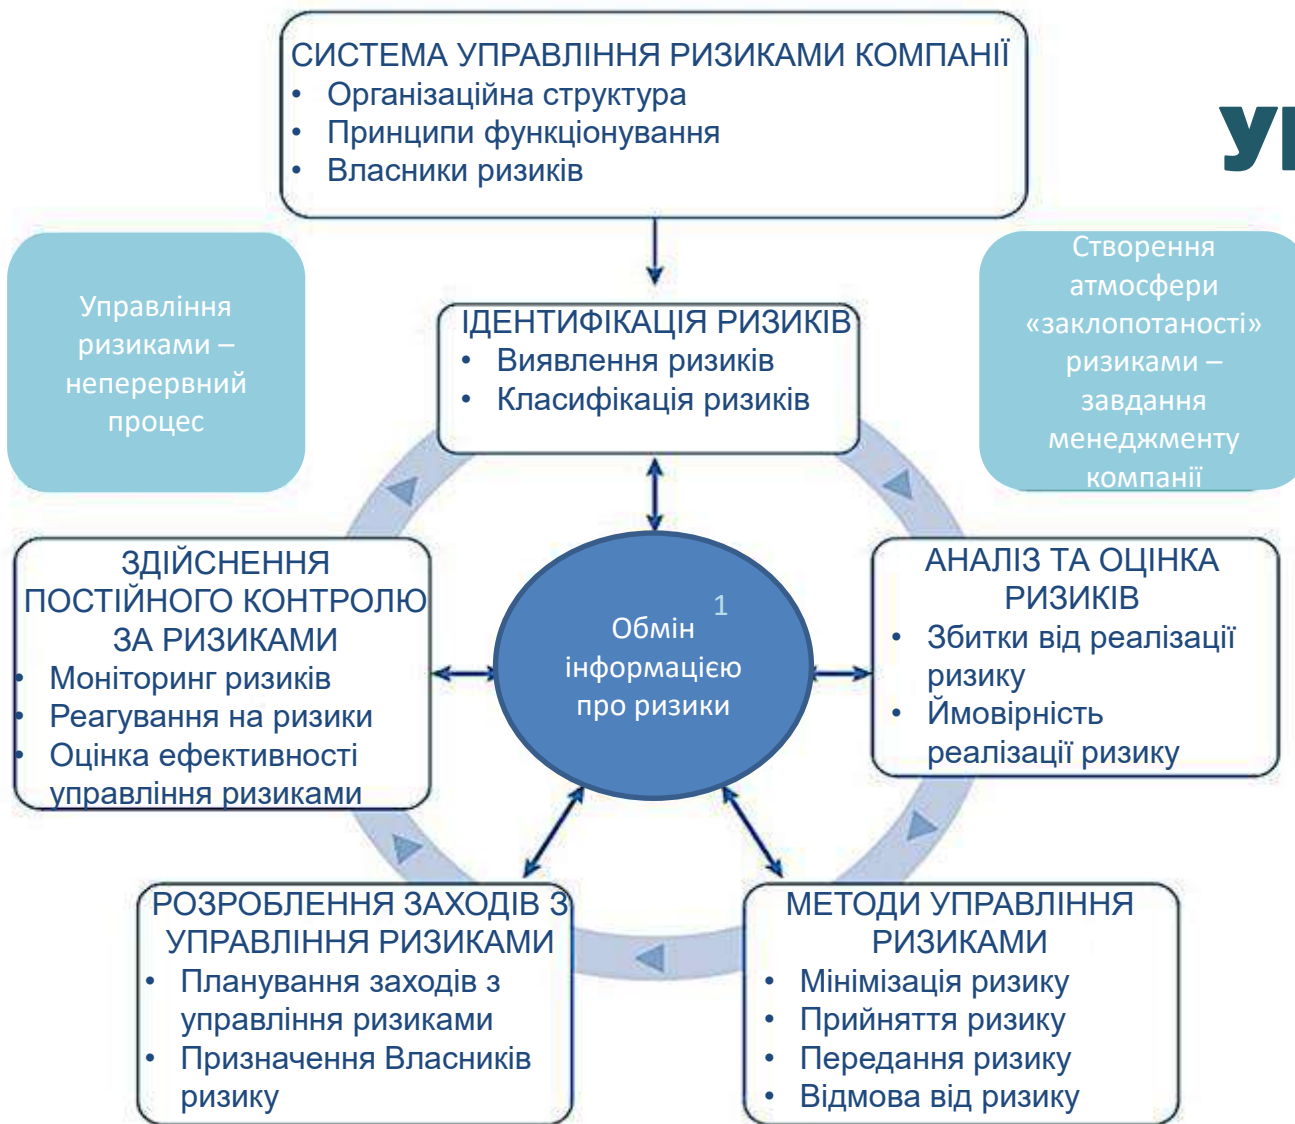 СИСТЕМА УПРАВЛІННЯ РИЗИКАМИ КОМПАНІЇ
• Організаційна структура
• Принципи функціонування
• Власники ризиків
Управління
ризиками –
неперервний
процес
Створення
атмосфери
«заклопотаності»
ризиками –
завдання
менеджменту
компанії
ІДЕНТИФІКАЦІЯ РИЗИКІВ
• Виявлення ризиків
• Класифікація ризиків
ЗДІЙСНЕННЯ
ПОСТІЙНОГО КОНТРОЛЮ
ЗА РИЗИКАМИ
• Моніторинг ризиків
• Реагування на ризики
• Оцінка ефективності
управління ризиками
1
Обмін
інформацією
про ризики
АНАЛІЗ ТА ОЦІНКА
РИЗИКІВ
• Збитки від реалізації
ризику
• Ймовірність
реалізації ризику
РОЗРОБЛЕННЯ ЗАХОДІВ З
УПРАВЛІННЯ РИЗИКАМИ
• Планування заходів з
управління ризиками
• Призначення Власників
ризику
МЕТОДИ УПРАВЛІННЯ
РИЗИКАМИ
• Мінімізація ризику
• Прийняття ризику
• Передання ризику
• Відмова від ризику